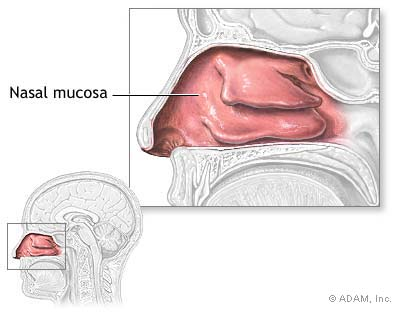 Nasal mucosa
© ADAM, Inc.